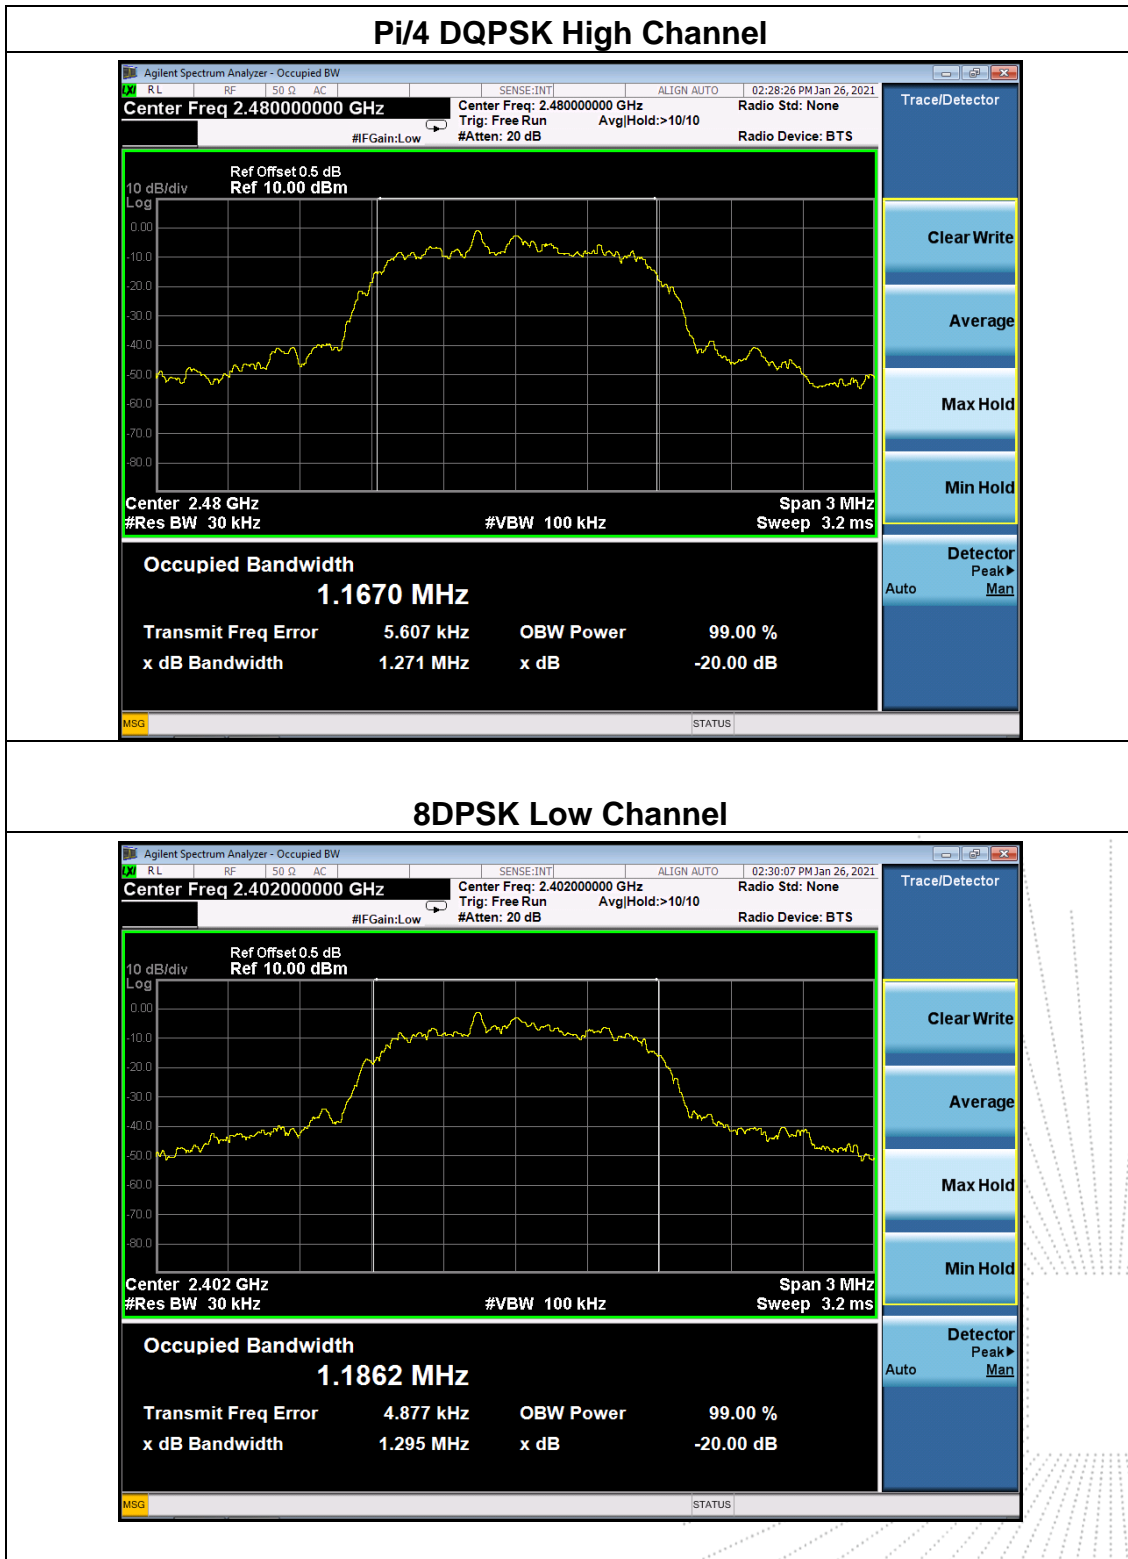 Pi/4 DQPSK High Channel
Agilent Spectrum Analyzer - Occupied BW
LXI RL RF 50 Ω AC SENSE:INT ALIGN AUTO 02:28:26 PM Jan 26, 2021
Center Freq 2.480000000 GHz
Center Freq: 2.480000000 GHz Radio Std: None
Trig: Free Run Avg|Hold:>10/10
#IFGain:Low #Atten: 20 dB Radio Device: BTS
Trace/Detector
Ref Offset 0.5 dB
10 dB/div Ref 10.00 dBm
Log
0.00
-10.0
-20.0
-30.0
-40.0
-50.0
-60.0
-70.0
-80.0
Center 2.48 GHz Span 3 MHz
#Res BW 30 kHz #VBW 100 kHz Sweep 3.2 ms
Clear Write
Average
Max Hold
Min Hold
Detector
Peak▶
Auto Man
Occupied Bandwidth
1.1670 MHz
Transmit Freq Error 5.607 kHz OBW Power 99.00 %
x dB Bandwidth 1.271 MHz x dB -20.00 dB
MSG STATUS
8DPSK Low Channel
Agilent Spectrum Analyzer - Occupied BW
LXI RL RF 50 Ω AC SENSE:INT ALIGN AUTO 02:30:07 PM Jan 26, 2021
Center Freq 2.402000000 GHz
Center Freq: 2.402000000 GHz Radio Std: None
Trig: Free Run Avg|Hold:>10/10
#IFGain:Low #Atten: 20 dB Radio Device: BTS
Trace/Detector
Ref Offset 0.5 dB
10 dB/div Ref 10.00 dBm
Log
0.00
-10.0
-20.0
-30.0
-40.0
-50.0
-60.0
-70.0
-80.0
Center 2.402 GHz Span 3 MHz
#Res BW 30 kHz #VBW 100 kHz Sweep 3.2 ms
Clear Write
Average
Max Hold
Min Hold
Detector
Peak▶
Auto Man
Occupied Bandwidth
1.1862 MHz
Transmit Freq Error 4.877 kHz OBW Power 99.00 %
x dB Bandwidth 1.295 MHz x dB -20.00 dB
MSG STATUS